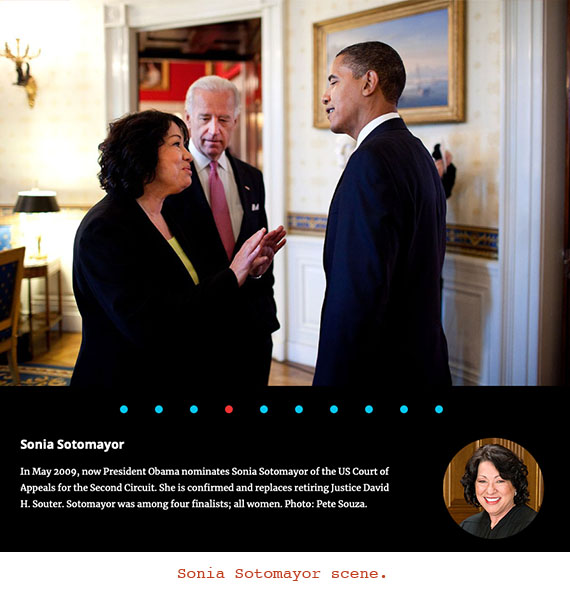 Sonia Sotomayor
In May 2009, now President Obama nominates Sonia Sotomayor of the US Court of
Appeals for the Second Circuit. She is confirmed and replaces retiring Justice David
H. Souter. Sotomayor was among four finalists; all women. Photo: Pete Souza.
Sonia Sotomayor scene.